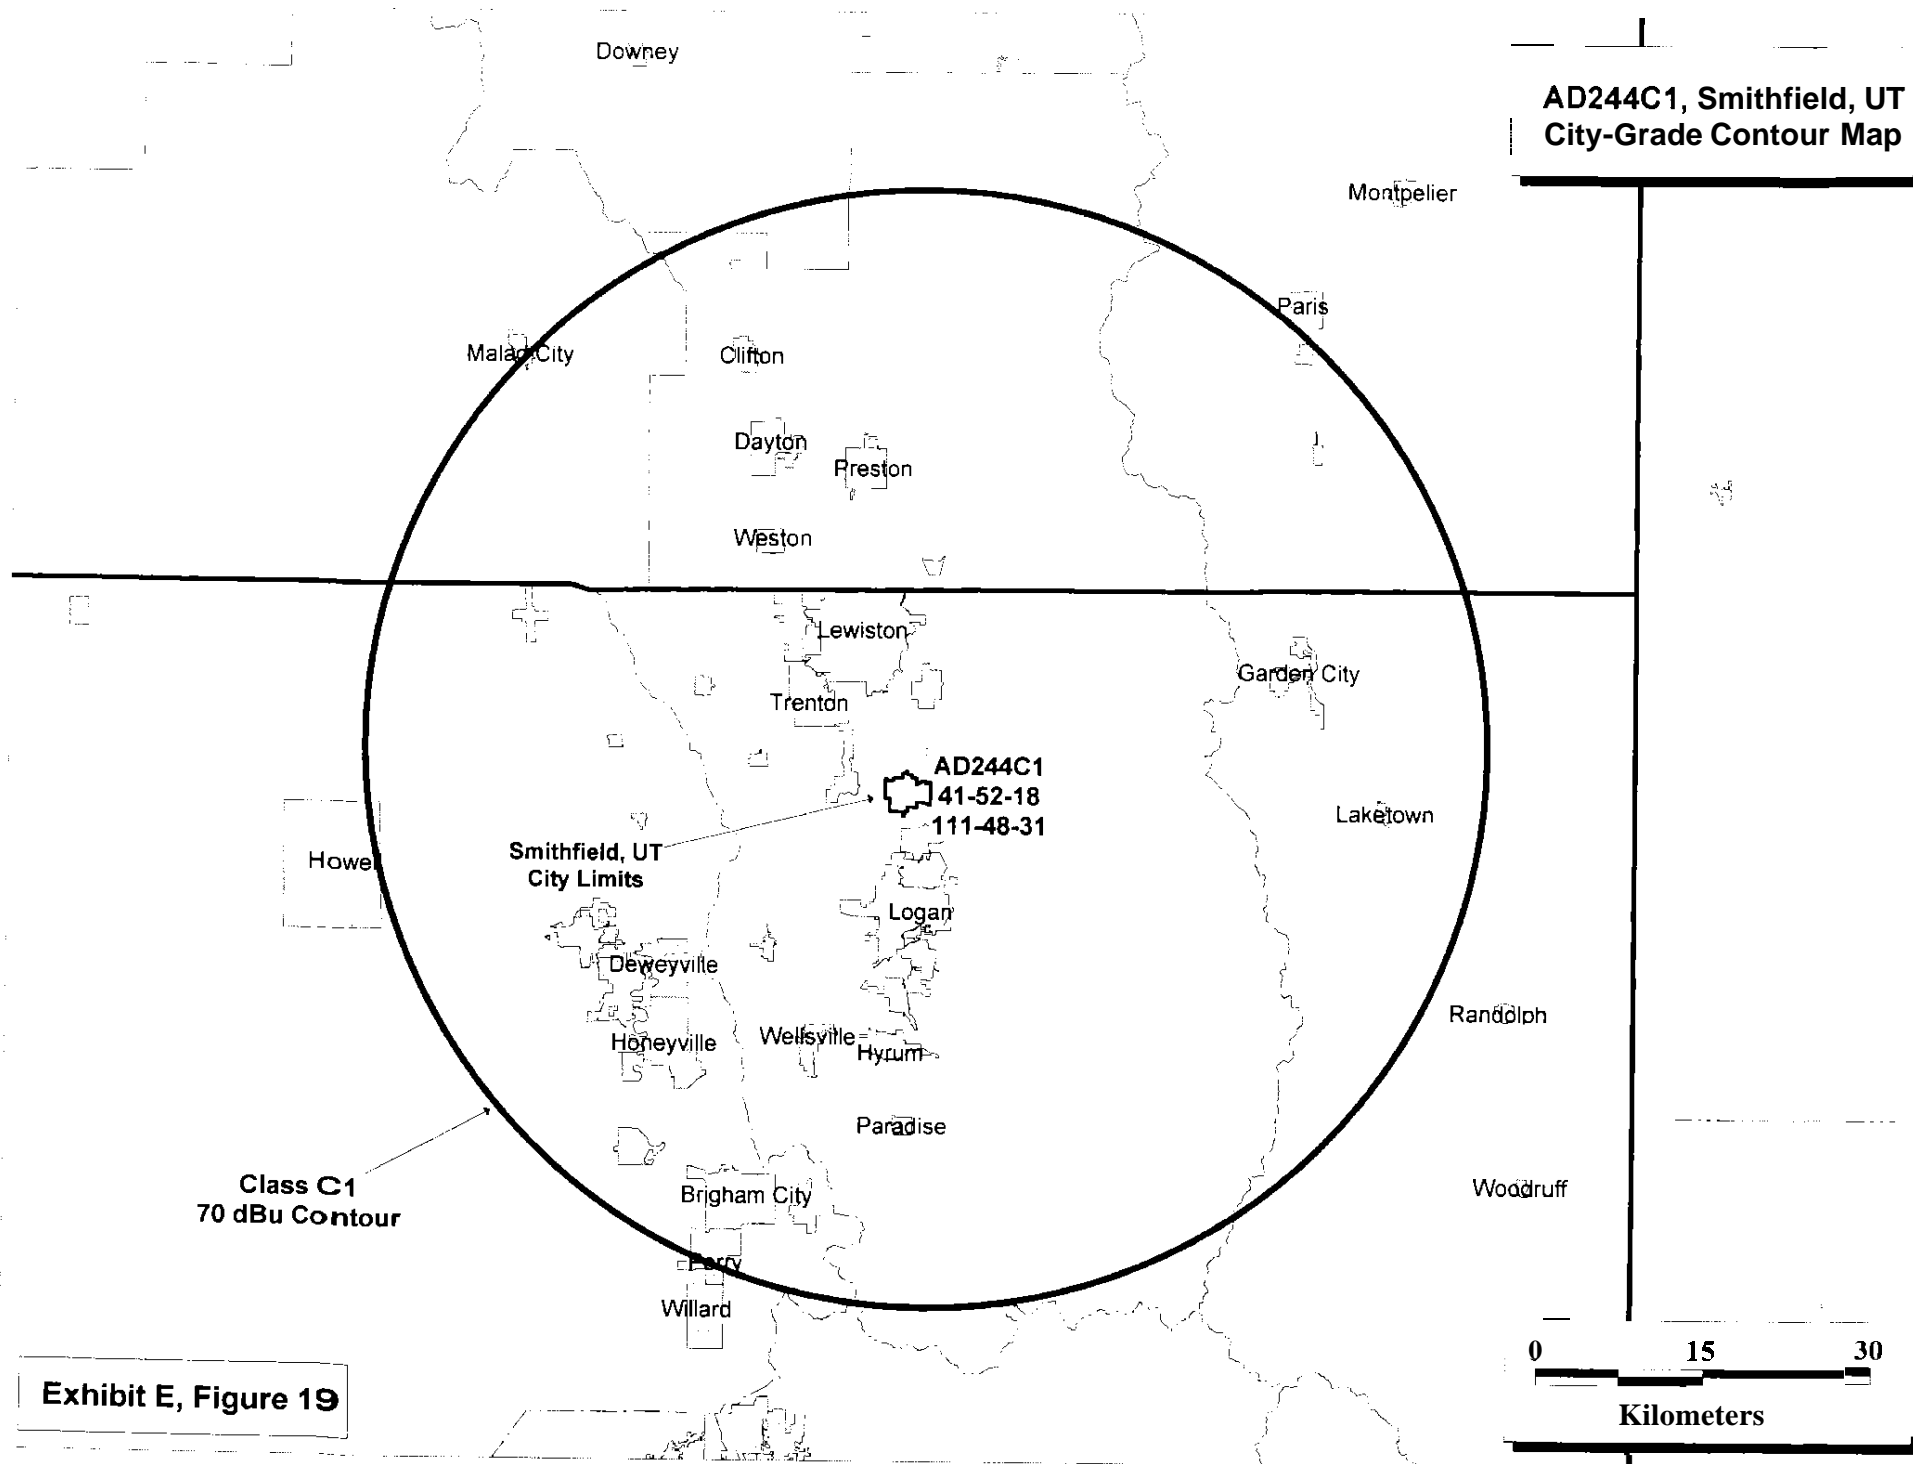 Downey
AD244C1, Smithfield, UT
City-Grade Contour Map
Montpelier
Paris
Malad City
Clifton
Dayton
Preston
Weston
Lewiston
Garden City
Trenton
AD244C1
41-52-18
111-48-31
Laketown
Smithfield, UT
City Limits
Howel
Logan
Deweyville
Randolph
Wellsville
Honeyville
Hyrum
Paradise
Class C1
70 dBu Contour
Brigham City
Woodruff
Perry
Willard
0 15 30
Kilometers
Exhibit E, Figure 19